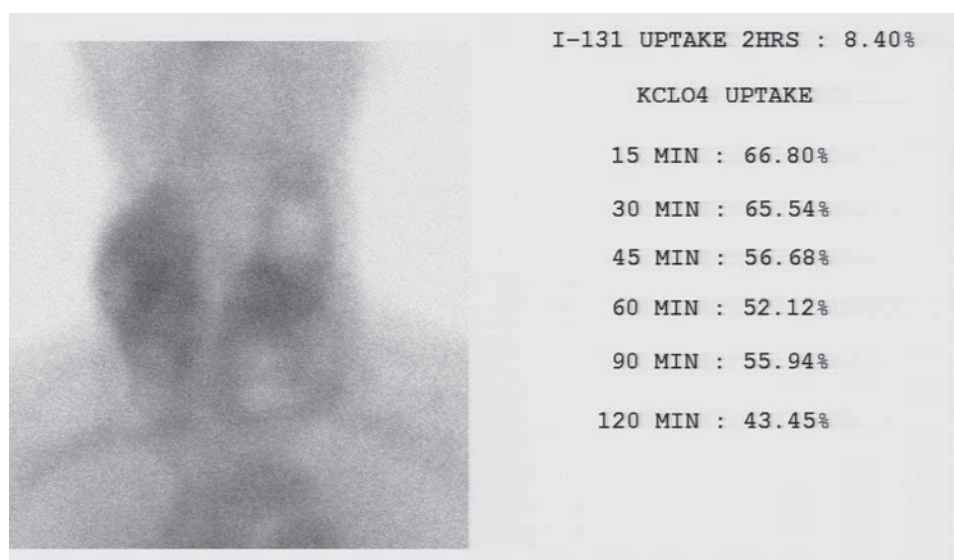 I-131 UPTAKE 2HRS : 8.40%
KCLO4 UPTAKE
15 MIN : 66.80%
30 MIN : 65.54%
45 MIN : 56.68%
60 MIN : 52.12%
90 MIN : 55.94%
120 MIN : 43.45%